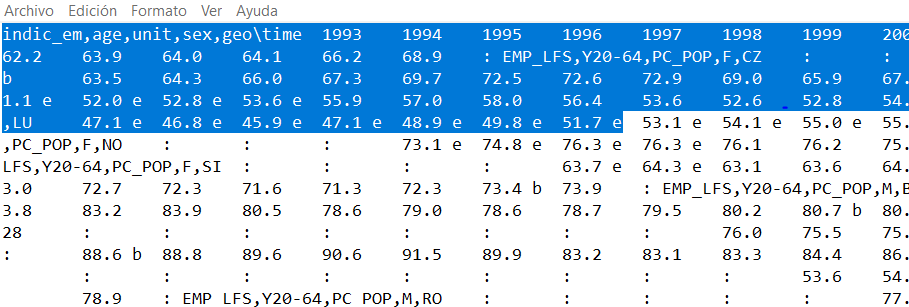 Archivo Edición Formato Ver Ayuda
indic_em,age,unit,sex,geo\time 1993 1994 1995 1996 1997 1998 1999 200
62.2 63.9 64.0 64.1 66.2 68.9 : EMP_LFS,Y20-64,PC_POP,F,CZ : :
b 63.5 64.3 66.0 67.3 69.7 72.5 72.6 72.9 69.0 65.9 67.
1.1 e 52.0 e 52.8 e 53.6 e 55.9 57.0 58.0 56.4 53.6 52.6 52.8 54.
,LU 47.1 e 46.8 e 45.9 e 47.1 e 48.9 e 49.8 e 51.7 e 53.1 e 54.1 e 55.0 e 55.
,PC_POP,F,NO : : : 73.1 e 74.8 e 76.3 e 76.3 e 76.1 76.2 75.
LFS,Y20-64,PC_POP,F,SI : : : : 63.7 e 64.3 e 63.1 63.6 64.
3.0 72.7 72.3 71.6 71.3 72.3 73.4 b 73.9 : EMP_LFS,Y20-64,PC_POP,M,B
3.8 83.2 83.9 80.5 78.6 79.0 78.6 78.7 79.5 80.2 80.7 b 80.
28 : : : : : : : : 76.0 75.5 75.
: 88.6 b 88.8 89.6 90.6 91.5 89.9 83.2 83.1 83.3 84.4 86.
: : : : : : : : : 53.6 54.
78.9 : EMP_LFS,Y20-64,PC_POP,M,RO : : : : : 77.